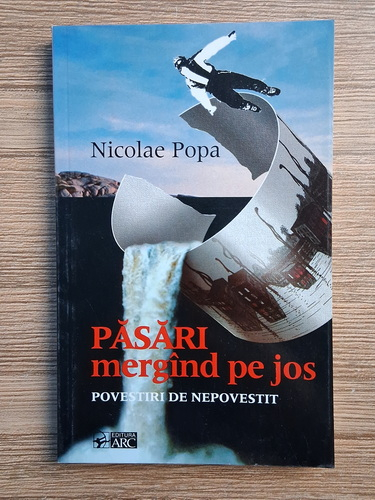 Nicolae Popa
PĂSĂRI
mergînd pe jos
POVESTIRI DE NEPOVESTIT
EDITURA
ARC